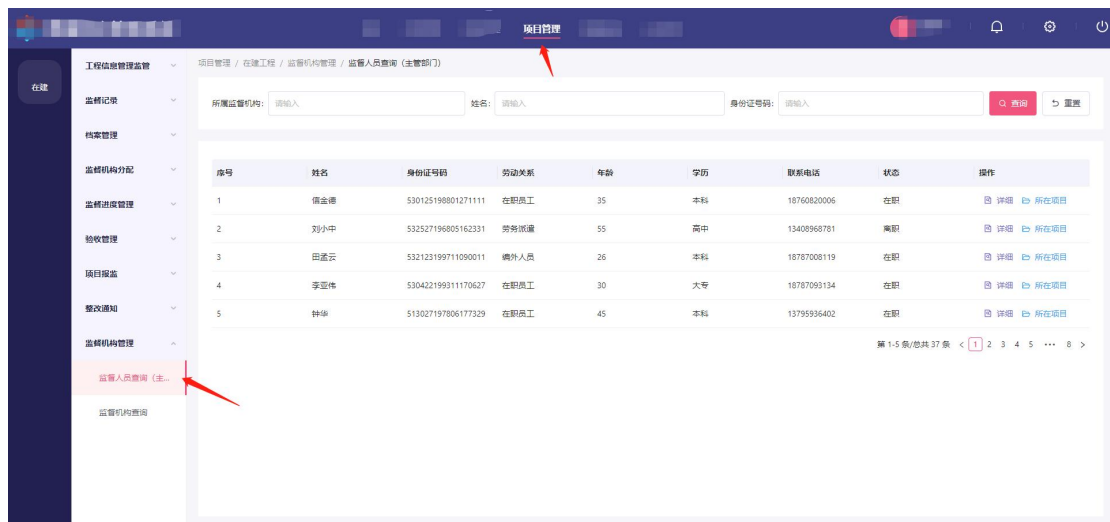 项目管理
在建
工程信息管理监管
监督记录
档案管理
监督机构分配
监督进度管理
验收管理
项目报监
整改通知
监督机构管理
监督人员查询（主...
监督机构查询
项目管理 / 在建工程 / 监督机构管理 / 监督人员查询（主管部门）
所属监督机构: 请输入 姓名: 请输入 身份证号码: 请输入 查询 重置
序号 姓名 身份证号码 劳动关系 年龄 学历 联系电话 状态 操作
1 信金德 530125198801271111 在职员工 35 本科 18760820006 在职 详细 所在项目
2 刘小中 532527196805162331 劳务派遣 55 高中 13408968781 离职 详细 所在项目
3 田孟云 532123199711090011 编外人员 26 本科 18787008119 在职 详细 所在项目
4 李亚伟 530422199311170627 在职员工 30 大专 18787093134 在职 详细 所在项目
5 钟华 513027197806177329 在职员工 45 本科 13795936402 在职 详细 所在项目
第 1-5 条/总共 37 条 < 1 2 3 4 5 ••• 8 >